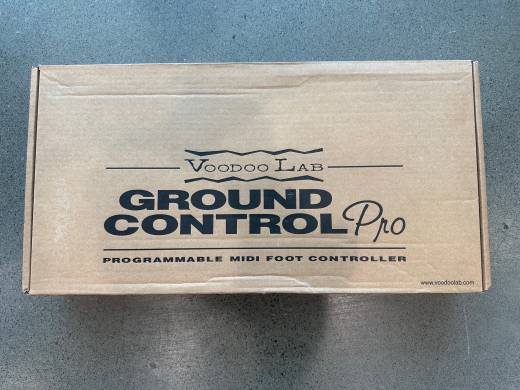 VOODOO LAB
GROUND
CONTROL Pro
PROGRAMMABLE MIDI FOOT CONTROLLER
www.voodoolab.com